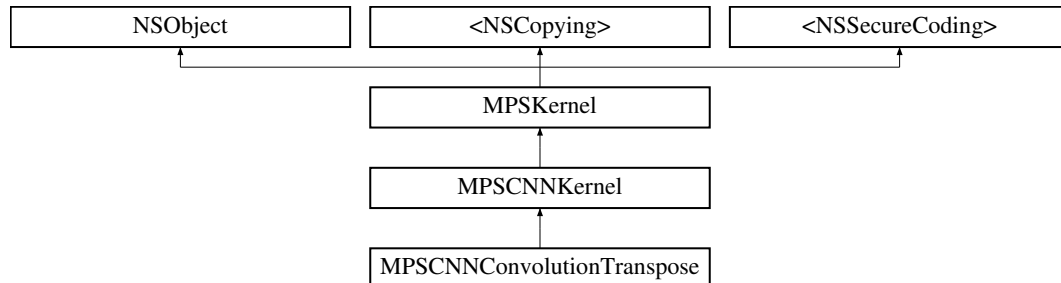 NSObject
<NSCopying>
<NSSecureCoding>
MPSKernel
MPSCNNKernel
MPSCNNConvolutionTranspose